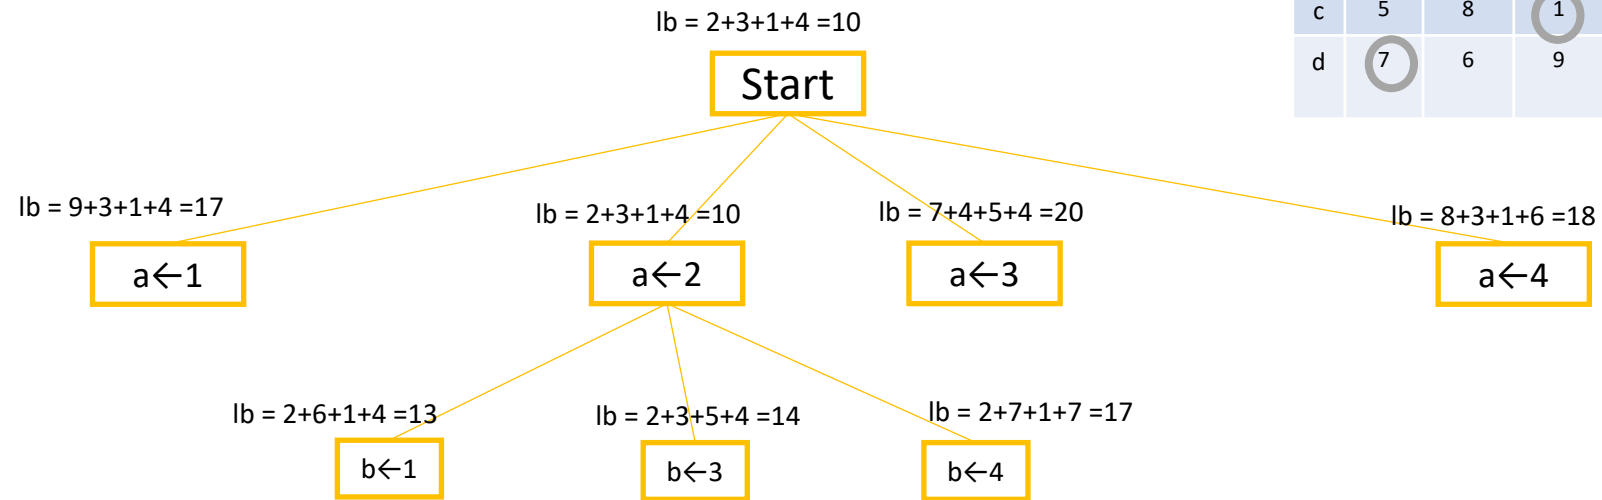 lb = 2+3+1+4 =10
c 5 8 1
d 7 6 9
Start
lb = 9+3+1+4 =17
lb = 2+3+1+4 =10
lb = 7+4+5+4 =20
lb = 8+3+1+6 =18
a←1
a←2
a←3
a←4
lb = 2+6+1+4 =13
lb = 2+3+5+4 =14
lb = 2+7+1+7 =17
b←1
b←3
b←4